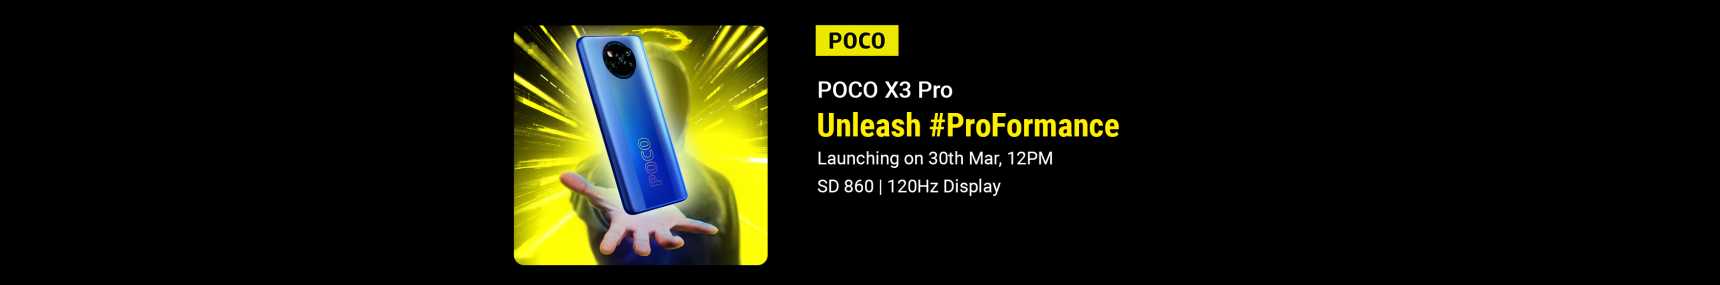 POCO
POCO
POCO X3 Pro
Unleash #ProFormance
Launching on 30th Mar, 12PM
SD 860 | 120Hz Display